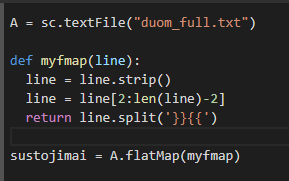 A = sc.textFile("duom_full.txt")
def myfmap(line):
line = line.strip()
line = line[2:len(line)-2]
return line.split('}}{{')
sustojimai = A.flatMap(myfmap)